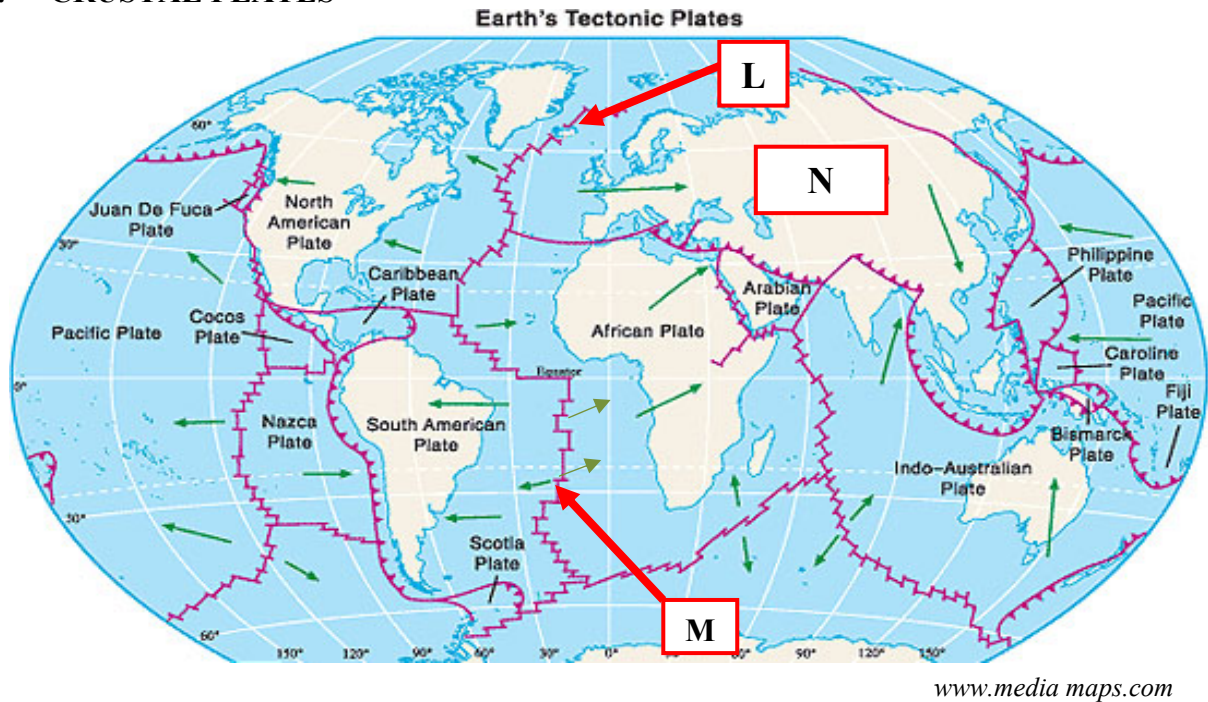 CRUSTAL PLATES
Earth's Tectonic Plates
L
N
M
60°
30°
0°
30°
60°
Juan De Fuca
Plate
North
American
Plate
Caribbean
Plate
Cocos
Plate
Pacific Plate
Nazca
Plate
South American
Plate
Scotia
Plate
Equator
African Plate
Arabian
Plate
Philippine
Plate
Pacific
Plate
Caroline
Plate
Fiji
Plate
Bismarck
Plate
Indo–Australian
Plate
150° 120° 90° 60° 30° 0° 60° 90° 120° 150°
www.media maps.com